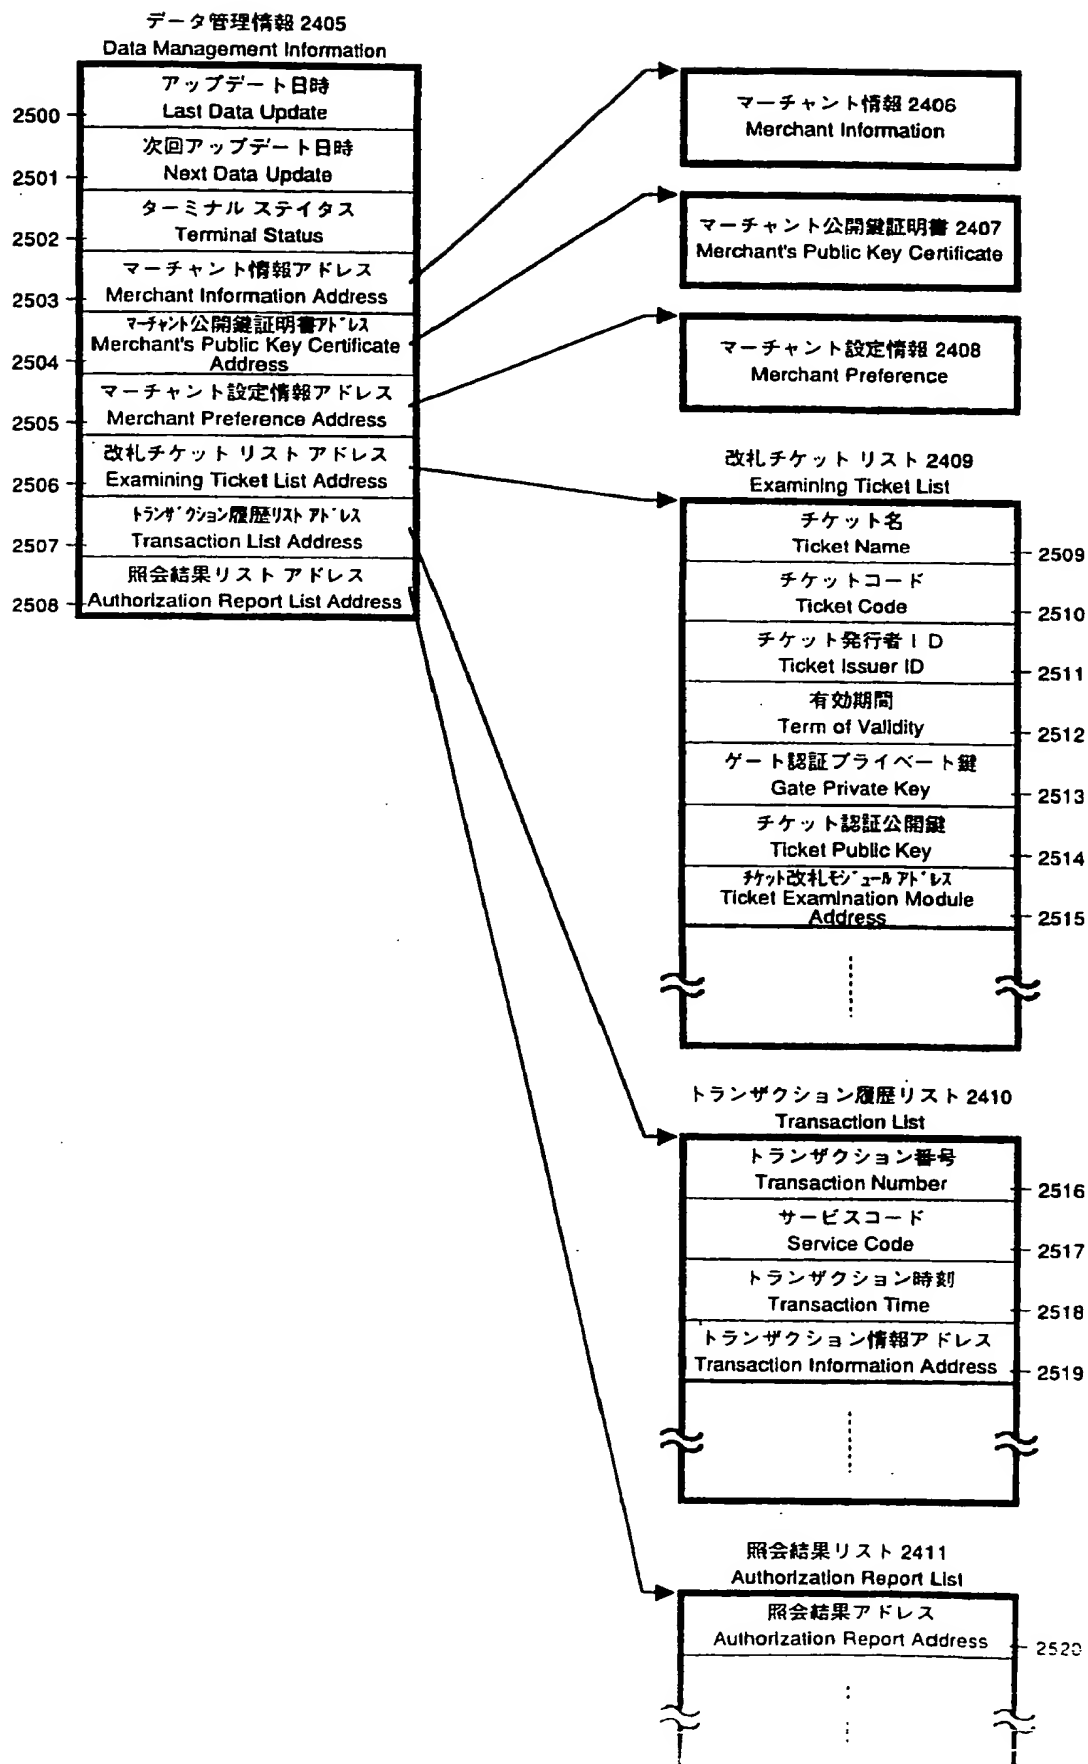 データ管理情報 2405
Data Management Information
アップデート日時
Last Data Update
2500
次回アップデート日時
Next Data Update
2501
ターミナル ステイタス
Terminal Status
2502
マーチャント情報アドレス
Merchant Information Address
2503
マーチャント公開鍵証明書アドレス
Merchant's Public Key Certificate
Address
2504
マーチャント設定情報アドレス
Merchant Preference Address
2505
改札チケット リスト アドレス
Examining Ticket List Address
2506
トランザクション履歴リスト アドレス
Transaction List Address
2507
照会結果リスト アドレス
Authorization Report List Address
2508
マーチャント情報 2406
Merchant Information
マーチャント公開鍵証明書 2407
Merchant's Public Key Certificate
マーチャント設定情報 2408
Merchant Preference
改札チケット リスト 2409
Examining Ticket List
チケット名
Ticket Name
2509
チケットコード
Ticket Code
2510
チケット発行者ID
Ticket Issuer ID
2511
有効期間
Term of Validity
2512
ゲート認証プライベート鍵
Gate Private Key
2513
チケット認証公開鍵
Ticket Public Key
2514
チケット改札モジュール アドレス
Ticket Examination Module
Address
2515
トランザクション履歴リスト 2410
Transaction List
トランザクション番号
Transaction Number
2516
サービスコード
Service Code
2517
トランザクション時刻
Transaction Time
2518
トランザクション情報アドレス
Transaction Information Address
2519
照会結果リスト 2411
Authorization Report List
照会結果アドレス
Authorization Report Address
2520